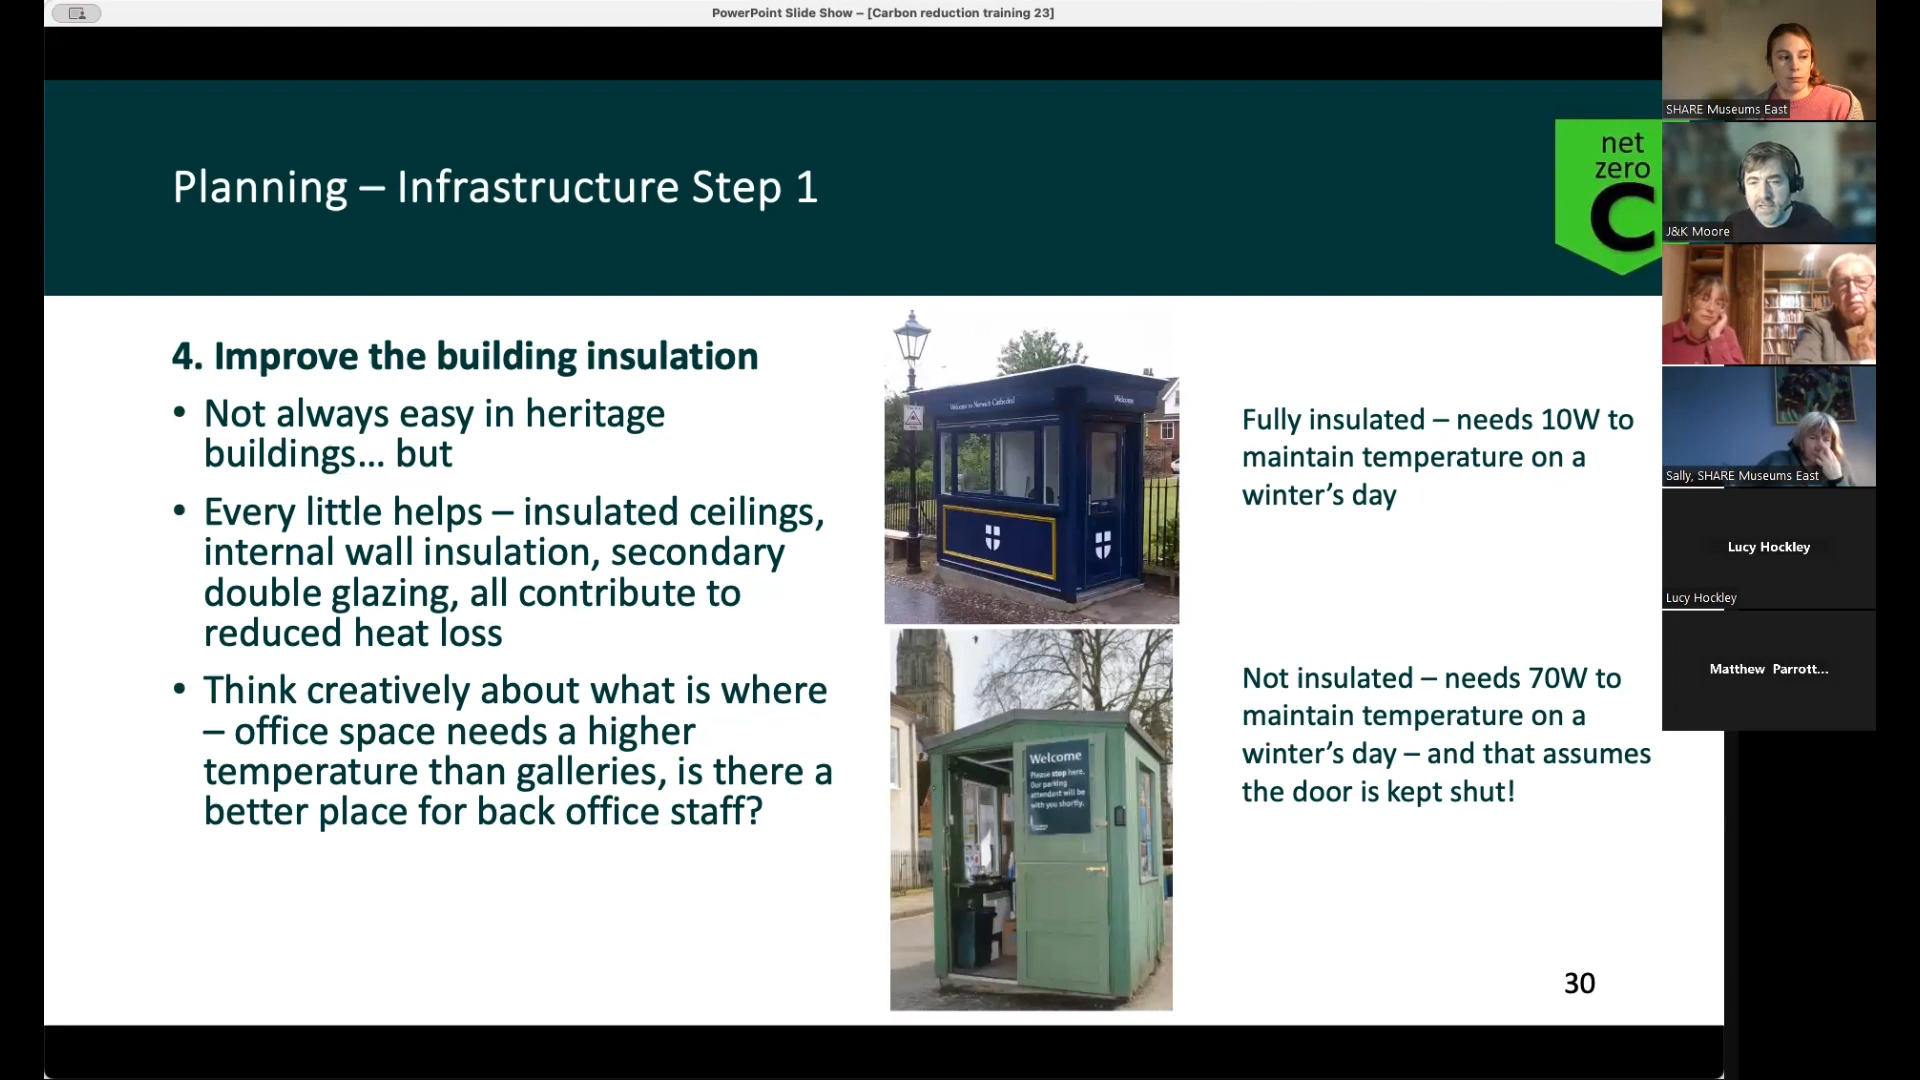 PowerPoint Slide Show – [Carbon reduction training 23]
Planning – Infrastructure Step 1
net
zero
C
4. Improve the building insulation
• Not always easy in heritage
buildings... but
• Every little helps – insulated ceilings,
internal wall insulation, secondary
double glazing, all contribute to
reduced heat loss
• Think creatively about what is where
– office space needs a higher
temperature than galleries, is there a
better place for back office staff?
Welcome to Norwich Cathedral
Welcome
Fully insulated – needs 10W to
maintain temperature on a
winter's day
Welcome
Please stop here.
Our parking
attendant will be
with you shortly.
Not insulated – needs 70W to
maintain temperature on a
winter's day – and that assumes
the door is kept shut!
30
SHARE Museums East
J&K Moore
Sally, SHARE Museums East
Lucy Hockley
Lucy Hockley
Matthew Parrott...